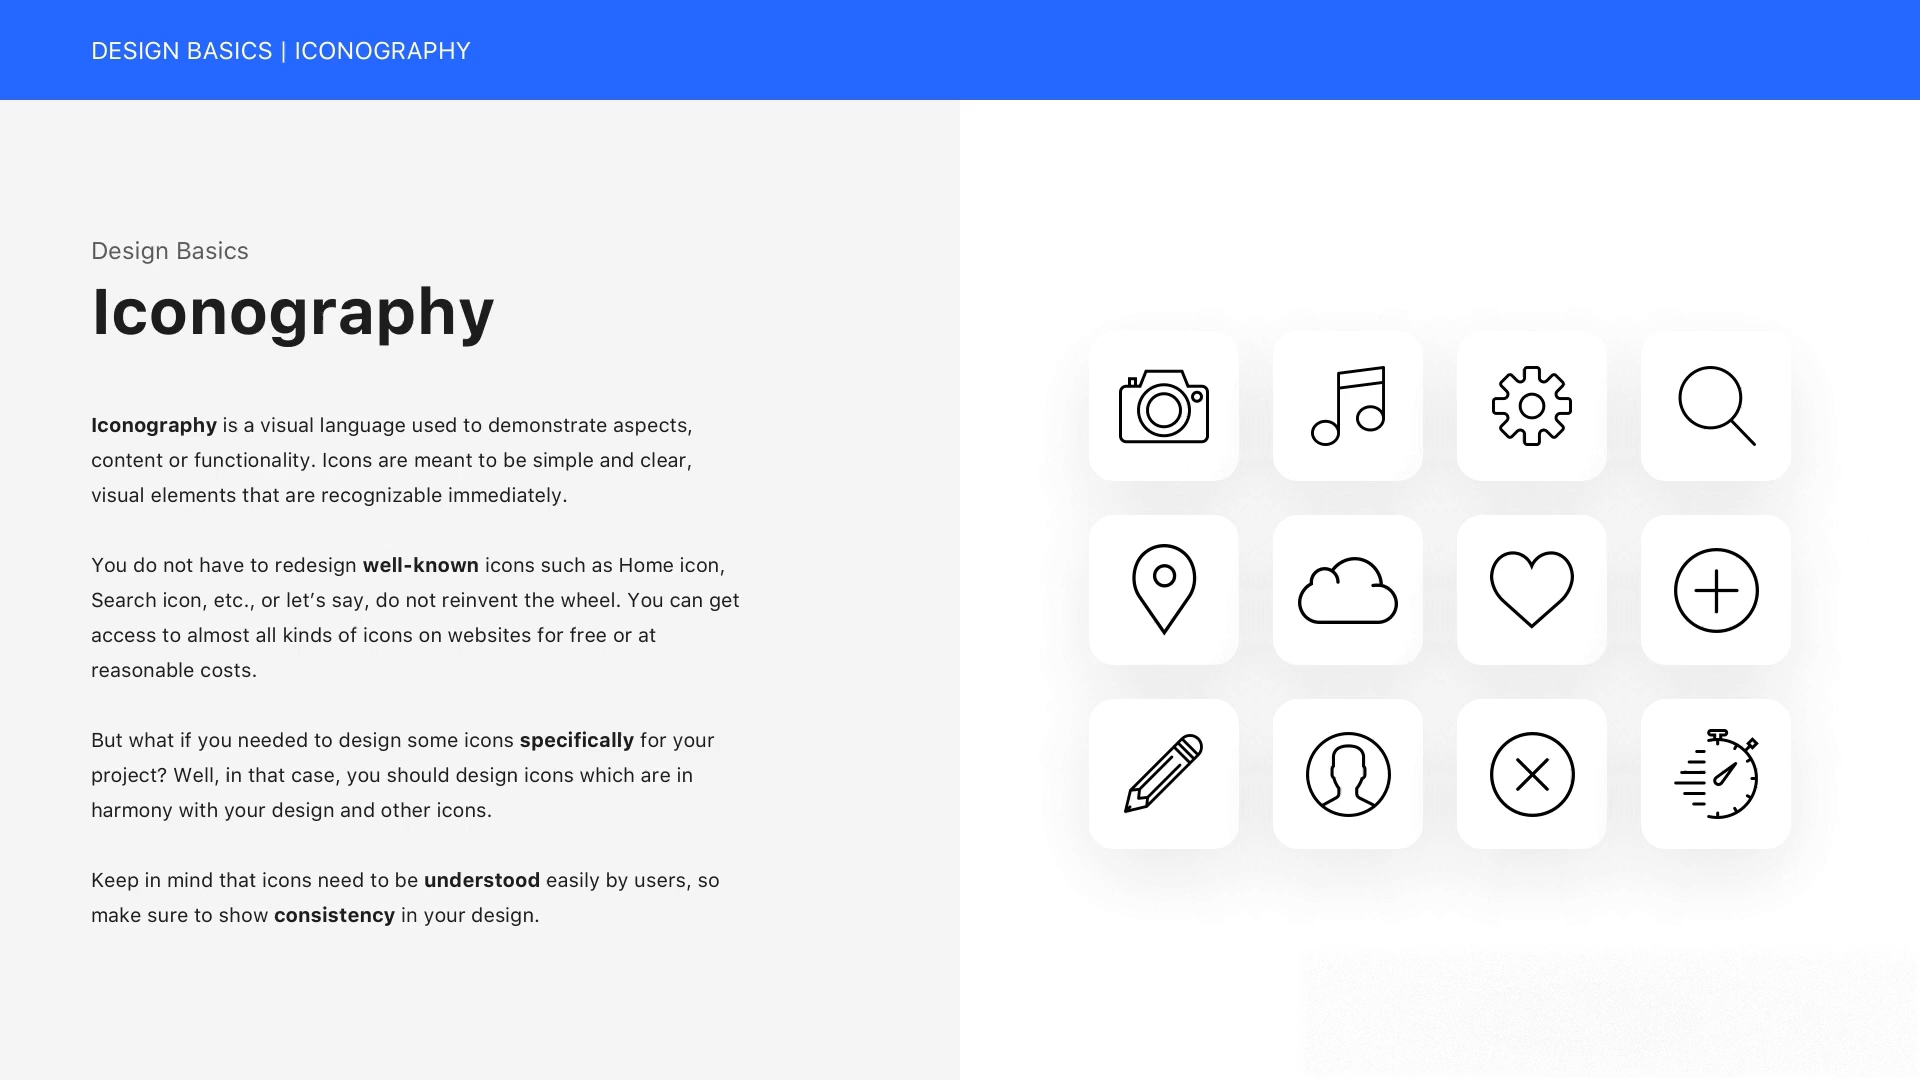 DESIGN BASICS | ICONOGRAPHY
Design Basics
Iconography
Iconography is a visual language used to demonstrate aspects,
content or functionality. Icons are meant to be simple and clear,
visual elements that are recognizable immediately.
You do not have to redesign well-known icons such as Home icon,
Search icon, etc., or let’s say, do not reinvent the wheel. You can get
access to almost all kinds of icons on websites for free or at
reasonable costs.
But what if you needed to design some icons specifically for your
project? Well, in that case, you should design icons which are in
harmony with your design and other icons.
Keep in mind that icons need to be understood easily by users, so
make sure to show consistency in your design.